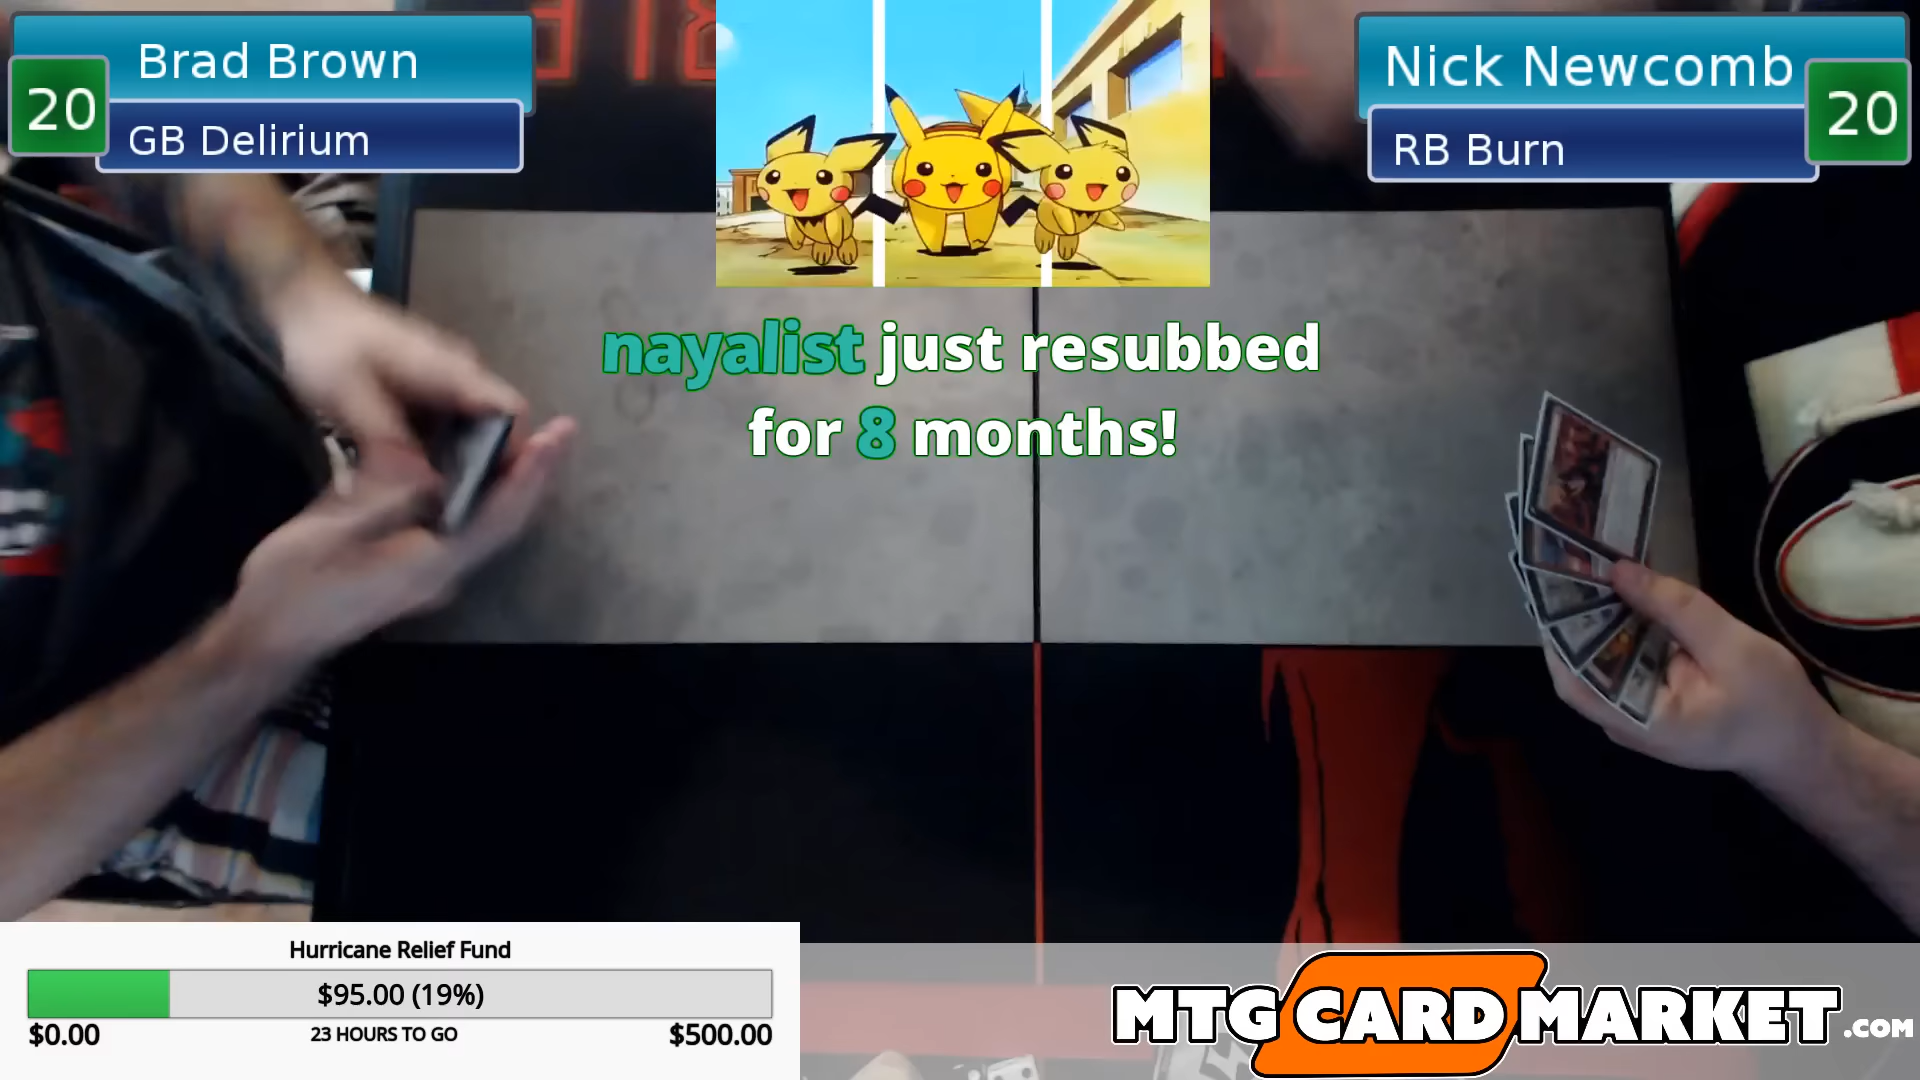 Brad Brown
20
GB Delirium
Nick Newcomb
20
RB Burn
nayalist just resubbed
for 8 months!
Hurricane Relief Fund
$95.00 (19%)
$0.00
23 HOURS TO GO
$500.00
MTG CARD MARKET .COM